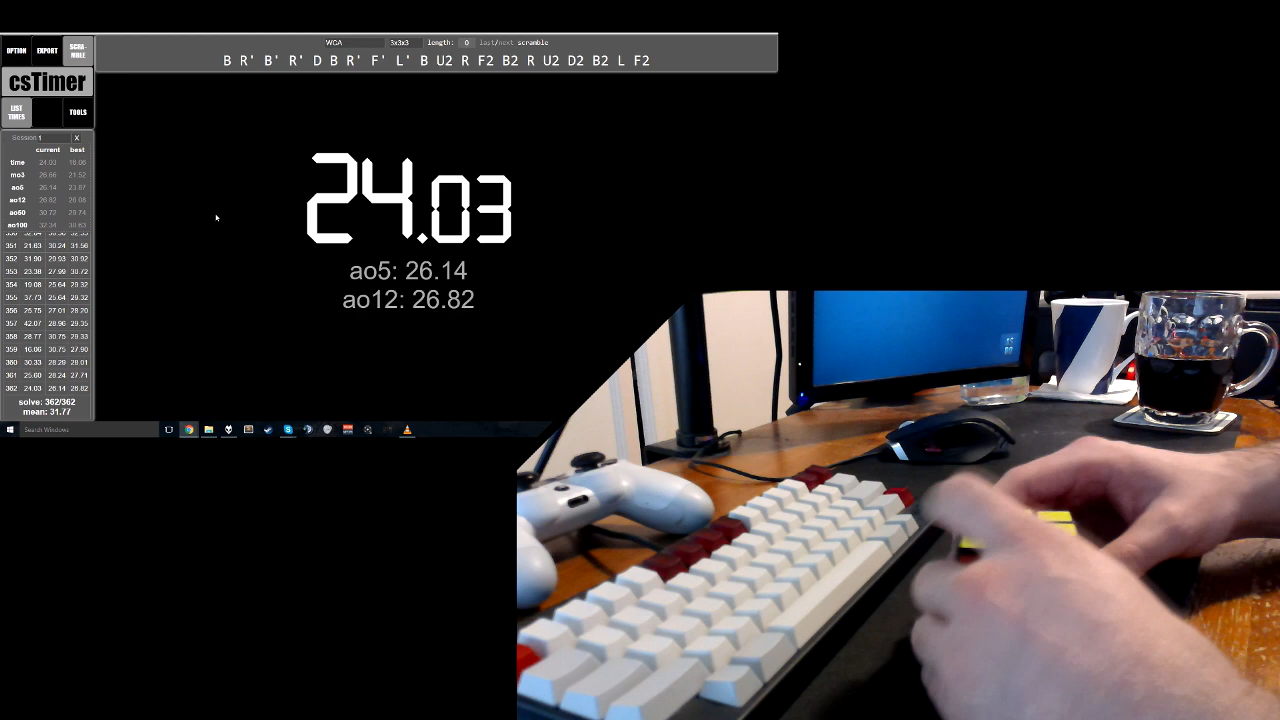 OPTION EXPORT SCRA-MBLE
WCA 3x3x3 length: 0 last/next scramble
B R' B' R' D B R' F' L' B U2 R F2 B2 R U2 D2 B2 L F2
csTimer
LIST TIMES TOOLS
Session 1 X
current best
time 24.03 16.06
mo3 26.66 21.52
ao5 26.14 23.87
ao12 26.82 26.08
ao50 30.72 29.74
ao100 32.34 30.63
351 21.63 30.24 31.56
352 31.90 29.93 30.92
353 23.38 27.99 30.72
354 19.08 25.64 29.32
355 37.73 25.64 29.32
356 25.75 27.01 28.20
357 42.07 28.96 29.35
358 28.77 30.75 29.33
359 16.06 30.75 27.90
360 30.33 28.29 28.01
361 25.60 28.24 27.71
362 24.03 26.14 26.82
solve: 362/362
mean: 31.77
24.03
ao5: 26.14
ao12: 26.82
Search Windows